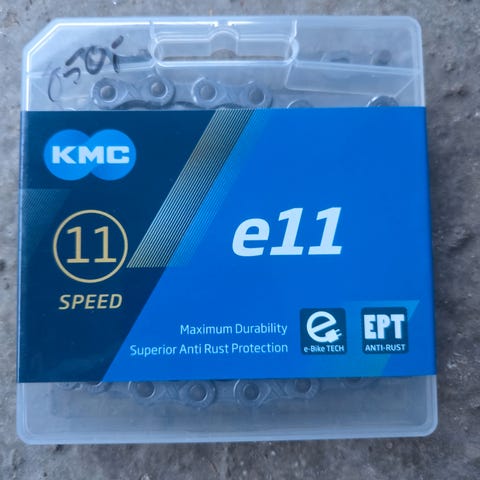 KMC
11
SPEED
e11
Maximum Durability
Superior Anti Rust Protection
e
e-Bike TECH
EPT
ANTI-RUST